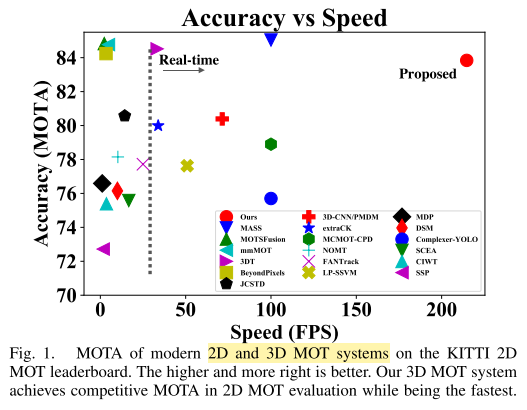 Accuracy vs Speed
84
82
80
78
76
74
72
70
Accuracy (MOTA)
Real-time
Proposed
Ours
MASS
MOTSFusion
mmMOT
3DT
BeyondPixels
JCSTD
3D-CNN/PMDM
extraCK
MCMOT-CPD
NOMT
FANTrack
LP-SSVM
MDP
DSM
Complexer-YOLO
SCEA
CIWT
SSP
0 50 100 150 200
Speed (FPS)
Fig. 1. MOTA of modern 2D and 3D MOT systems on the KITTI 2D
MOT leaderboard. The higher and more right is better. Our 3D MOT system
achieves competitive MOTA in 2D MOT evaluation while being the fastest.